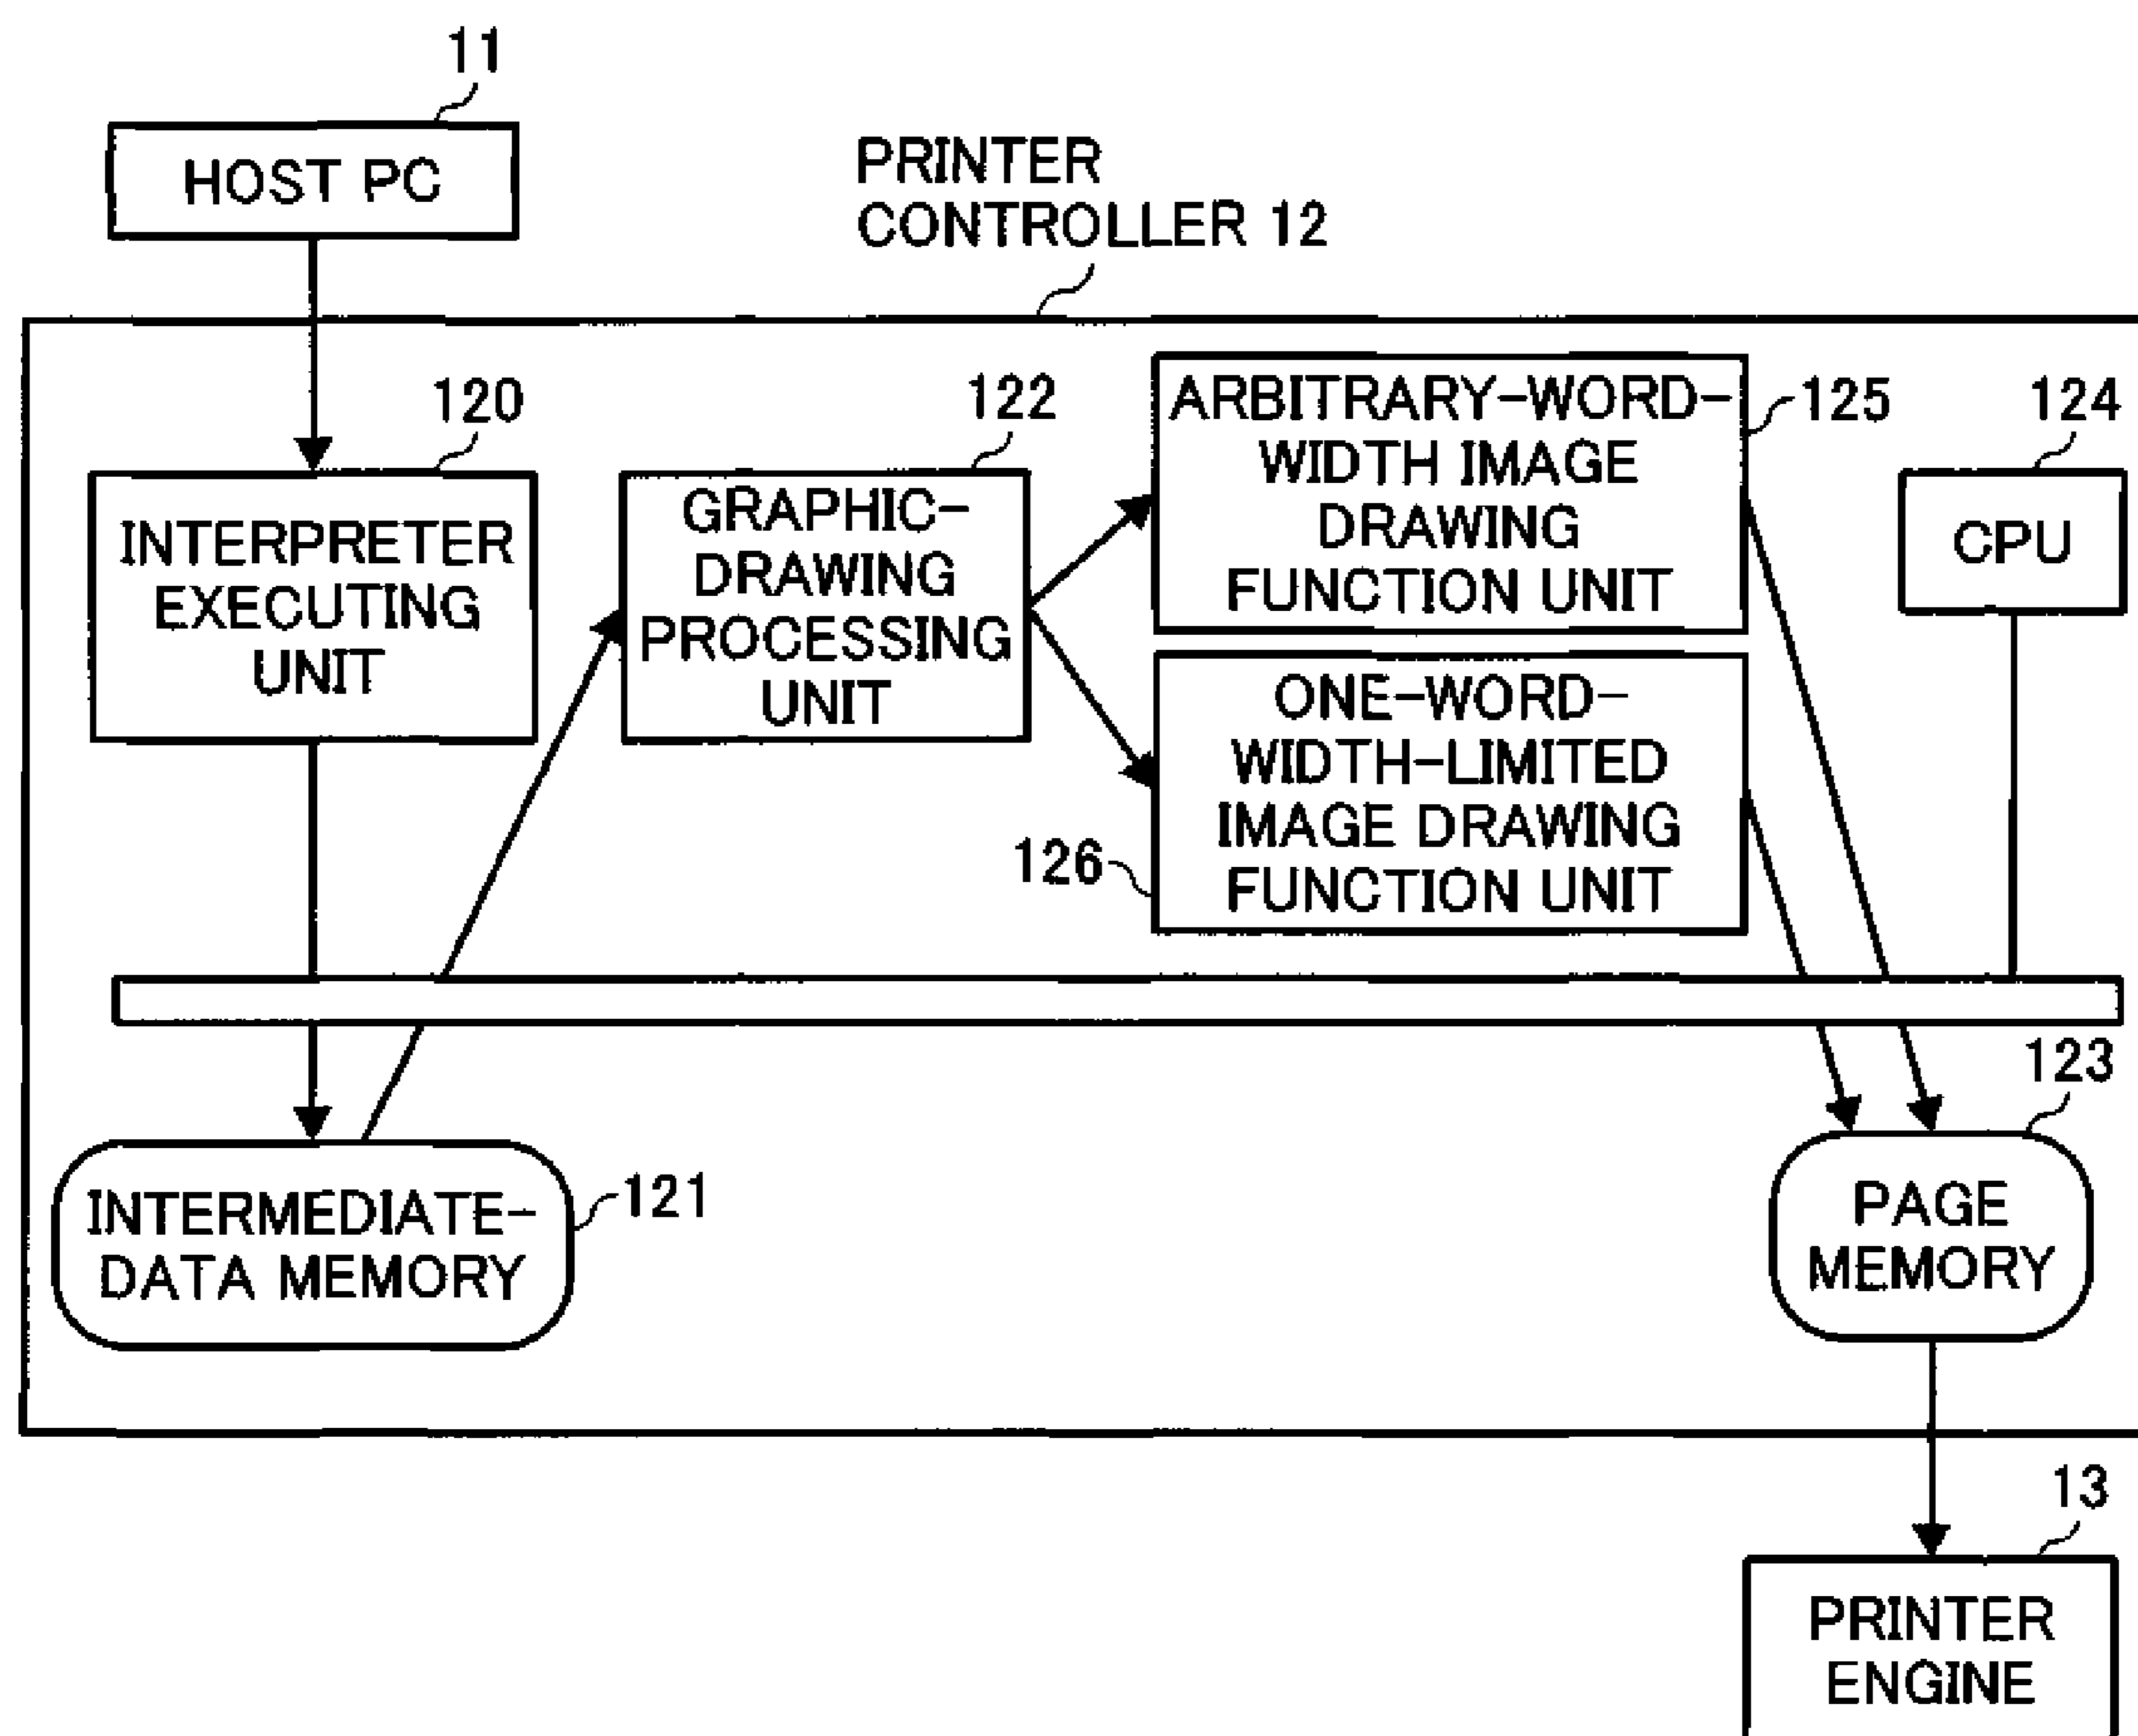 11
HOST PC
PRINTER
CONTROLLER 12
120
INTERPRETER
EXECUTING
UNIT
122
GRAPHIC-
DRAWING
PROCESSING
UNIT
ARBITRARY-WORD-
WIDTH IMAGE
DRAWING
FUNCTION UNIT
125
124
CPU
ONE-WORD-
WIDTH-LIMITED
IMAGE DRAWING
FUNCTION UNIT
126
INTERMEDIATE-
DATA MEMORY
121
123
PAGE
MEMORY
13
PRINTER
ENGINE